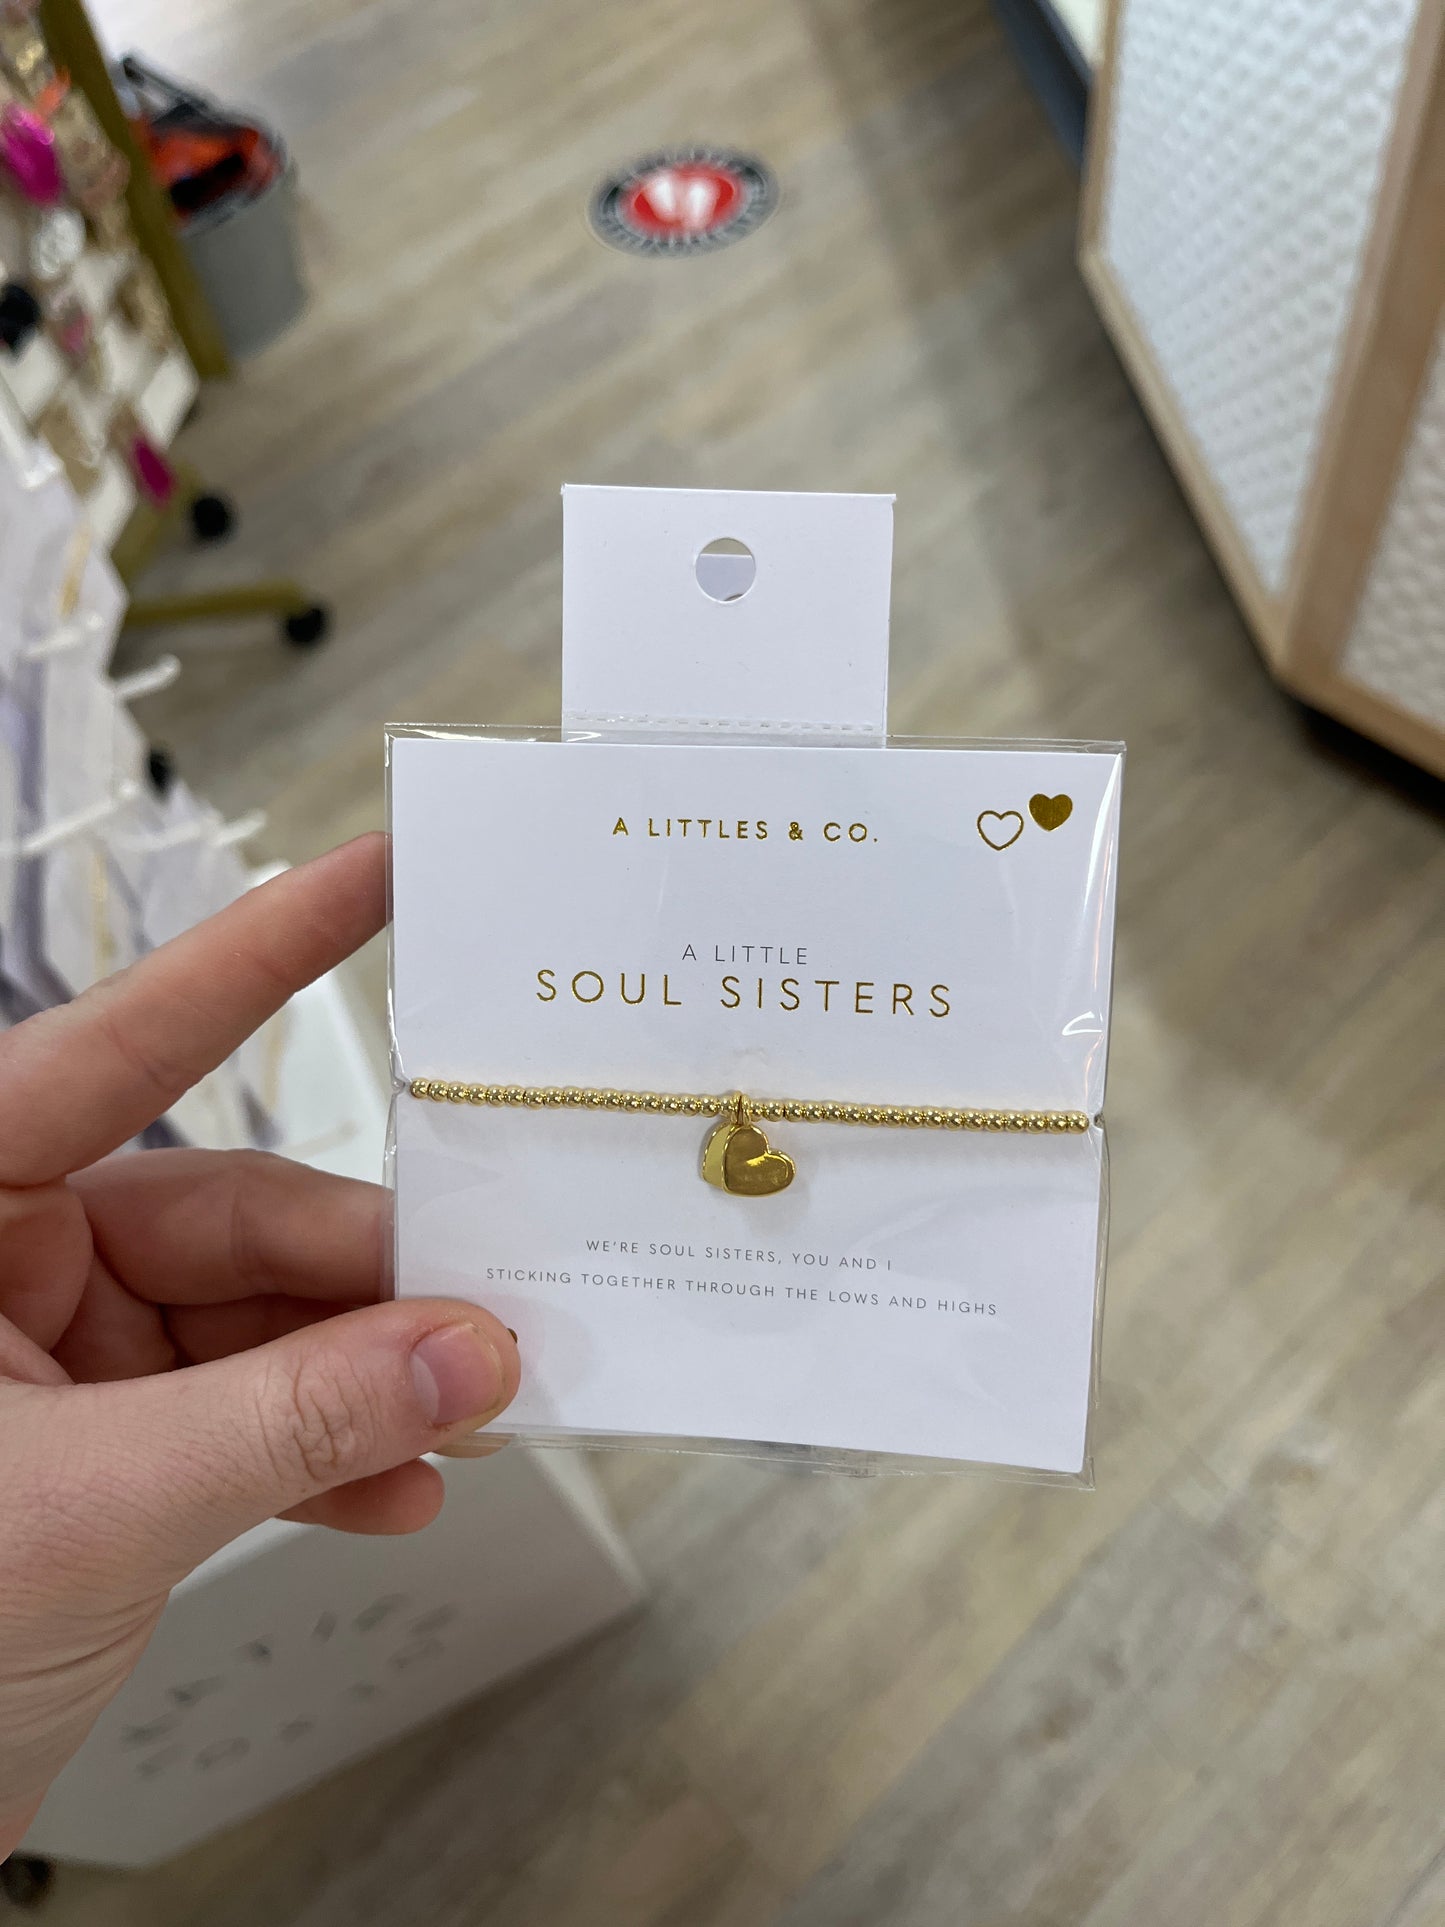 A LITTLES & CO.
A LITTLE
SOUL SISTERS
WE'RE SOUL SISTERS, YOU AND I
STICKING TOGETHER THROUGH THE LOWS AND HIGHS